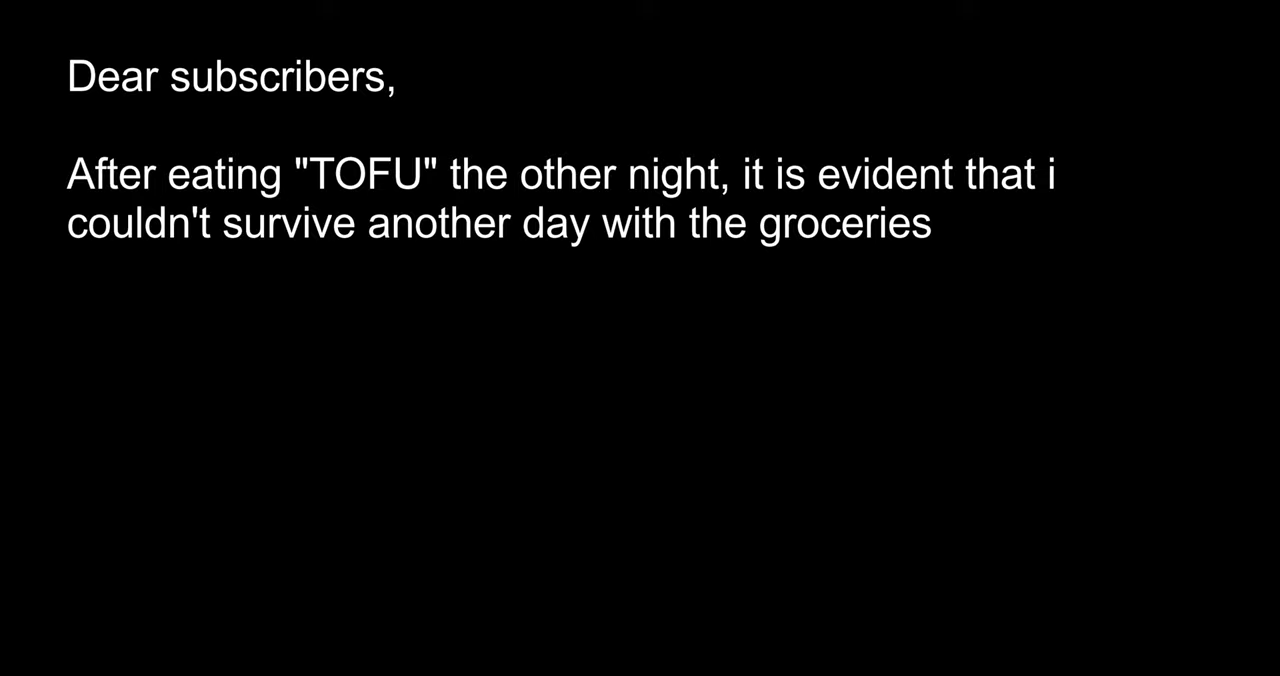 Dear subscribers,
After eating "TOFU" the other night, it is evident that i
couldn't survive another day with the groceries